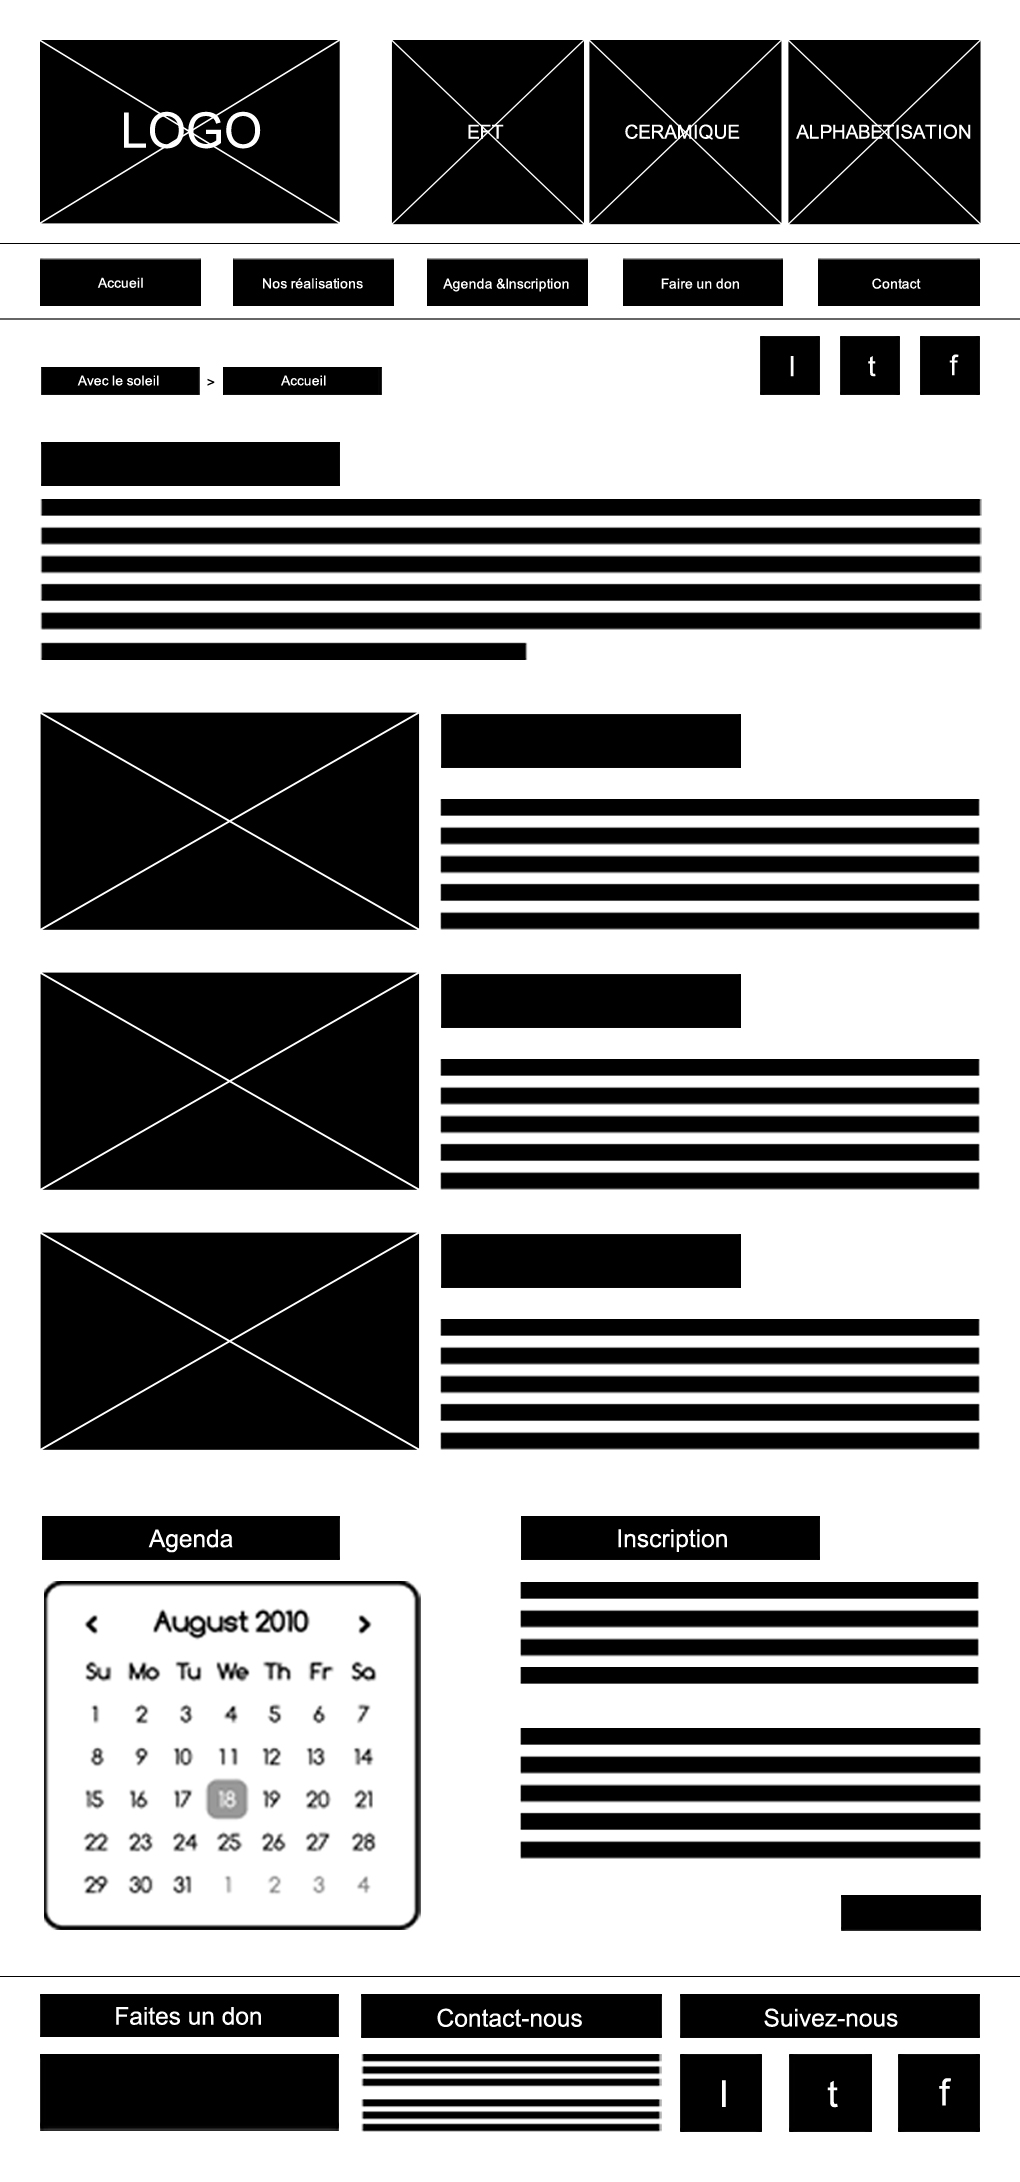 LOGO
EFT
CERAMIQUE
ALPHABETISATION
Accueil
Nos réalisations
Agenda &Inscription
Faire un don
Contact
Avec le soleil
>
Accueil
l
t
f
Agenda
Inscription
August 2010
Su Mo Tu We Th Fr Sa
1 2 3 4 5 6 7
8 9 10 11 12 13 14
15 16 17 18 19 20 21
22 23 24 25 26 27 28
29 30 31 1 2 3 4
Faites un don
Contact-nous
Suivez-nous
l
t
f